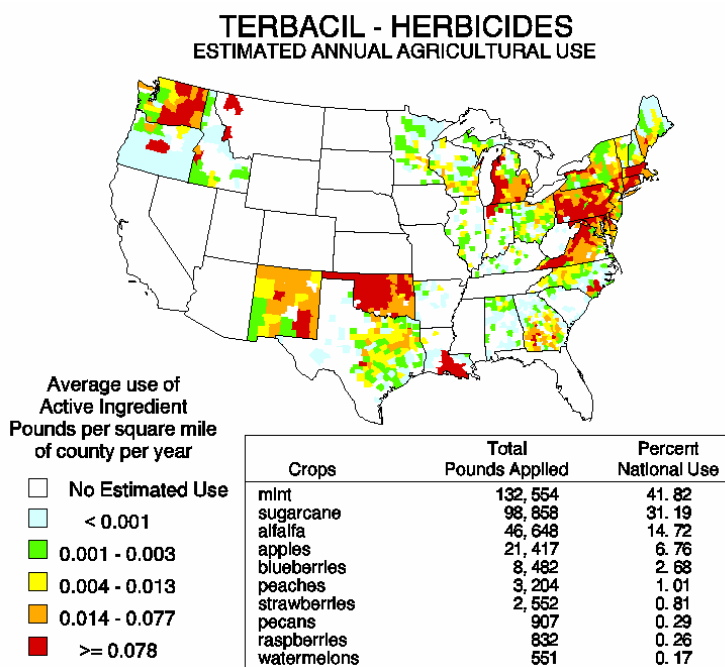 TERBACIL - HERBICIDES
ESTIMATED ANNUAL AGRICULTURAL USE
Average use of
Active Ingredient
Pounds per square mile
of county per year
No Estimated Use
< 0.001
0.001 - 0.003
0.004 - 0.013
0.014 - 0.077
>= 0.078
Crops Total Pounds Applied Percent National Use
mint 132, 554 41. 82
sugarcane 98, 858 31. 19
alfalfa 46, 648 14. 72
apples 21, 417 6. 76
blueberries 8, 482 2. 68
peaches 3, 204 1. 01
strawberries 2, 552 0. 81
pecans 907 0. 29
raspberries 832 0. 26
watermelons 551 0. 17